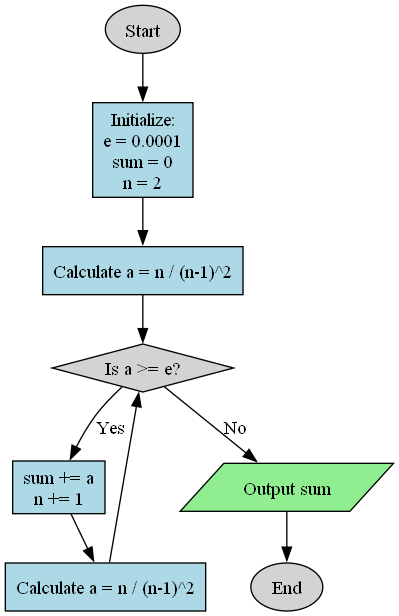 Start
Initialize:
e = 0.0001
sum = 0
n = 2
Calculate a = n / (n-1)^2
Is a >= e?
Yes
No
sum += a
n += 1
Output sum
Calculate a = n / (n-1)^2
End